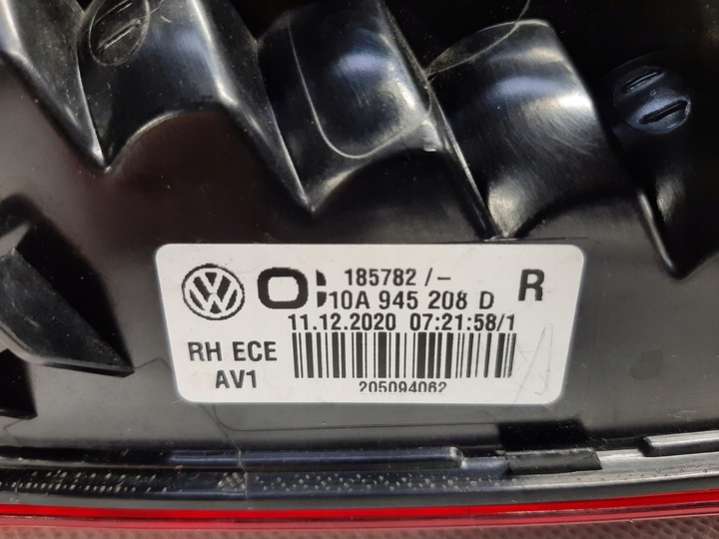 185782 /-
10A 945 208 D
R
11.12.2020 07:21:58/1
RH ECE
AV1
205094062